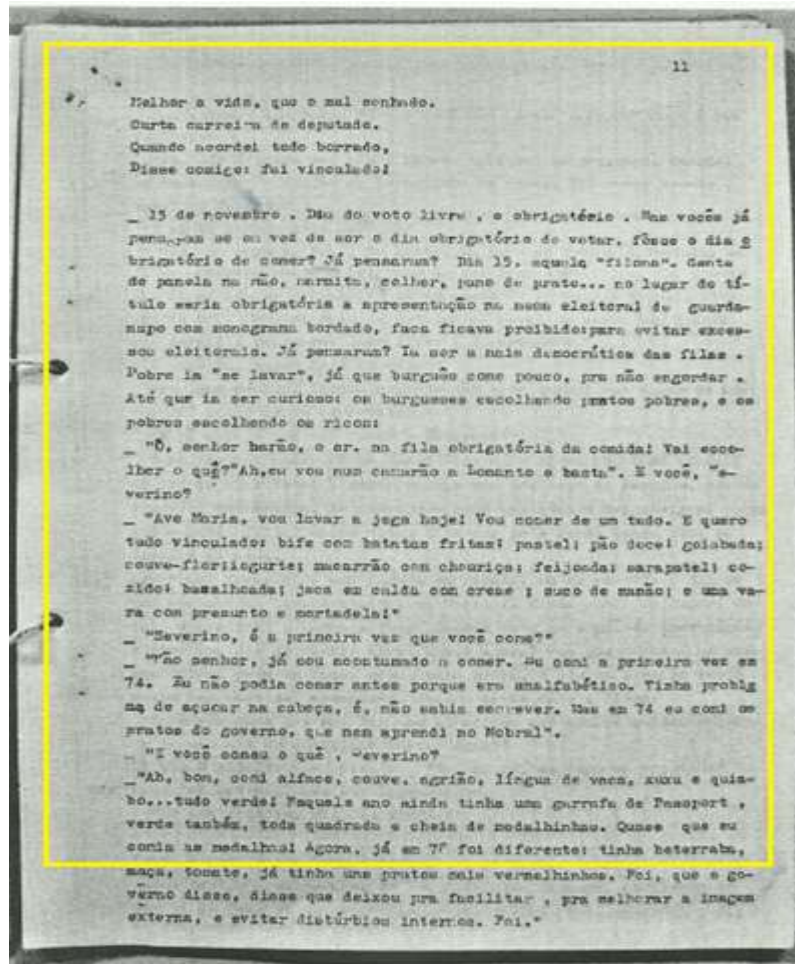 11
Melhor a vida, que o mal sonhado.
Curta carreira de deputado.
Quando acordei todo borrado,
Disse comigo: fui vinculado!
_ 15 de novembro . Dia do voto livre , e obrigatório . Mas vocês já
pensaram se em vez de ser o dia obrigatório de votar, fôsse o dia o
brigatório de comer? Já pensaram? Dia 15, aquela "filona". Gente
de panela na mão, marmita, colher, pano de prato... no lugar do tí-
tulo seria obrigatória a apresentação na mesa eleitoral do guarda-
napo com monograma bordado, faca ficava proibido:para evitar exces-
sos eleitorais. Já pensaram? Ia ser a mais democrática das filas .
Pobre ia "se lavar", já que burguês come pouco, pra não engordar .
Até que ia ser curioso: os burgueses escolhendo pratos pobres, e os
pobres escolhendo os ricos:
_ "Ô, senhor barão, o sr. na fila obrigatória da comida! Vai esco-
lher o quê?"Ah,eu vou num camarão a e basta". E você, "e-
verino?
_ "Ave Maria, vou lavar a jega hoje! Vou comer de um tudo. E quero
tudo vinculado: bife com batatas fritas; pastel; pão doce; goiabada;
couve-flor;iogurte; macarrão com chouriça; feijoada; sarapatel; co-
zido; bacalhoada; jaca em calda com creme ; suco de mamão; e uma va-
ra com presunto e mortadela!"
_ "Severino, é a primeira vez que você come?"
_ "Não senhor, já sou acostumado a comer. Eu comi a primeira vez em
74. Eu não podia comer antes porque era analfabético. Tinha proble
ma de açucar na cabeça, é, não sabia escrever. Mas em 74 eu comi os
pratos do governo, que nem aprendi no Mobral".
_ "E você comeu o quê , Severino?
_"Ah, bom, comi alface, couve, agrião, língua de vaca, xuxu e quia-
bo...tudo verde! Naquele ano ainda tinha uma garrafa de Passport ,
verde também, toda quadrada e cheia de medalhinhas. Quase que eu
comia as medalhas! Agora, já em 78 foi diferente: tinha beterraba,
maça, tomate, já tinha uns pratos mais vermelhinhos. Foi, que o go-
vêrno disse, disse que deixou pra facilitar , pra melhorar a imagem
externa, e evitar distúrbios internos. Foi."